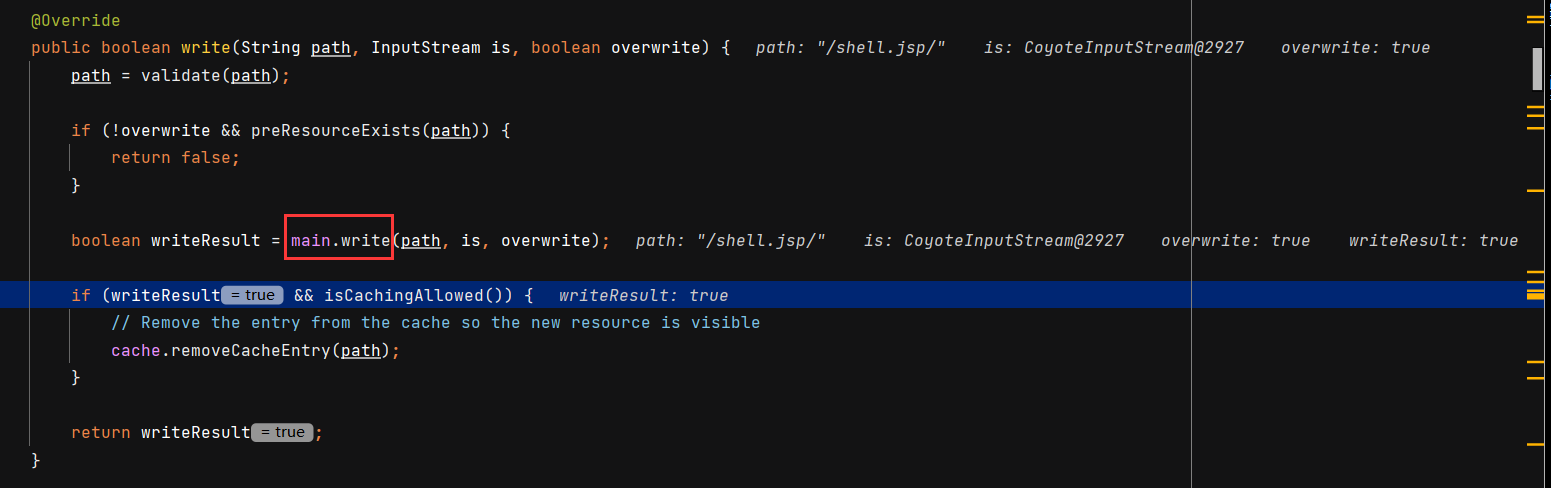 @Override
public boolean write(String path, InputStream is, boolean overwrite) {   path: "/shell.jsp/"    is: CoyoteInputStream@2927    overwrite: true
    path = validate(path);
    if (!overwrite && preResourceExists(path)) {
        return false;
    }
    boolean writeResult = main.write(path, is, overwrite);   path: "/shell.jsp/"    is: CoyoteInputStream@2927    overwrite: true    writeResult: true
    if (writeResult = true && isCachingAllowed()) {   writeResult: true
        // Remove the entry from the cache so the new resource is visible
        cache.removeCacheEntry(path);
    }
    return writeResult = true ;
}